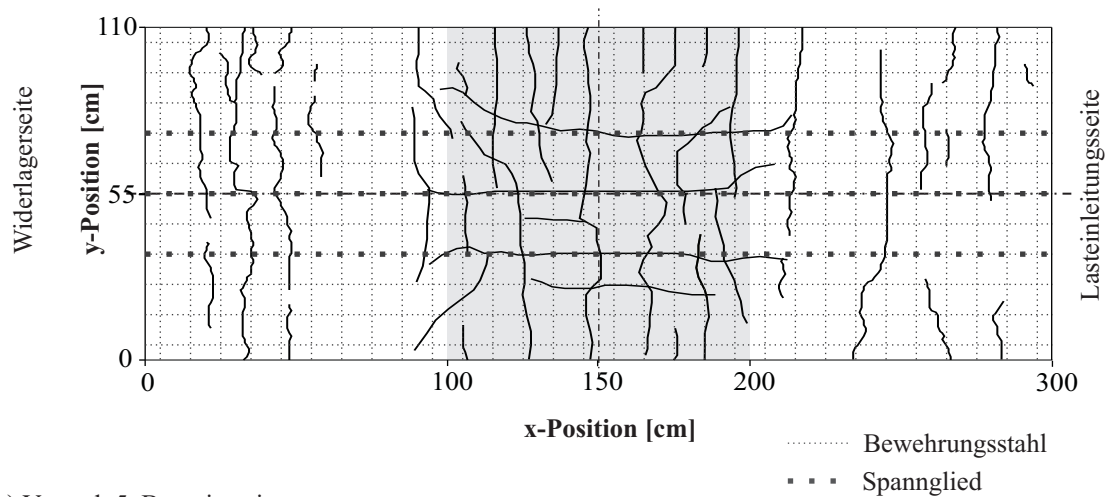 110
55
0
y-Position [cm]
Widerlagerseite
Lasteinleitungsseite
0
100
150
200
300
x-Position [cm]
Bewehrungsstahl
Spannglied